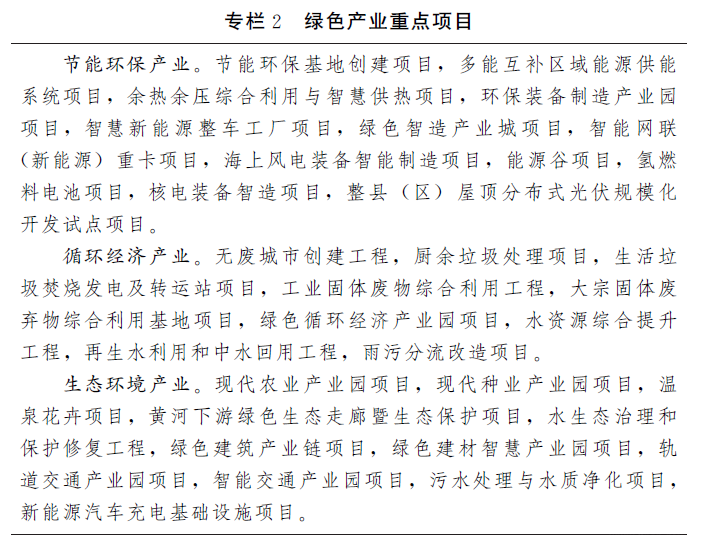 专栏2 绿色产业重点项目
节能环保产业。节能环保基地创建项目，多能互补区域能源供能
系统项目，余热余压综合利用与智慧供热项目，环保装备制造产业园
项目，智慧新能源整车工厂项目，绿色智造产业城项目，智能网联
（新能源）重卡项目，海上风电装备智能制造项目，能源谷项目，氢燃
料电池项目，核电装备智造项目，整县（区）屋顶分布式光伏规模化
开发试点项目。
循环经济产业。无废城市创建工程，厨余垃圾处理项目，生活垃
圾焚烧发电及转运站项目，工业固体废物综合利用工程，大宗固体废
弃物综合利用基地项目，绿色循环经济产业园项目，水资源综合提升
工程，再生水利用和中水回用工程，雨污分流改造项目。
生态环境产业。现代农业产业园项目，现代种业产业园项目，温
泉花卉项目，黄河下游绿色生态走廊暨生态保护项目，水生态治理和
保护修复工程，绿色建筑产业链项目，绿色建材智慧产业园项目，轨
道交通产业园项目，智能交通产业园项目，污水处理与水质净化项目，
新能源汽车充电基础设施项目。